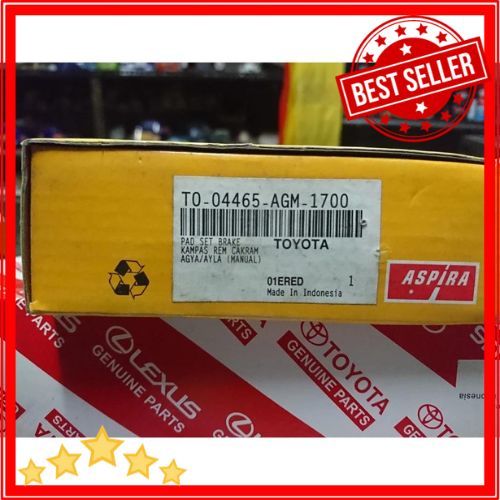 BEST SELLER
TO-04465-AGM-1700
PAD SET BRAKE
TOYOTA
KAMPAS REM CAKRAM
AGYA/AYLA (MANUAL)
01ERED 1
Made In Indonesia
ASPIRA
LEXUS
GENUINE PARTS
TOYOTA
GENUINE PARTS